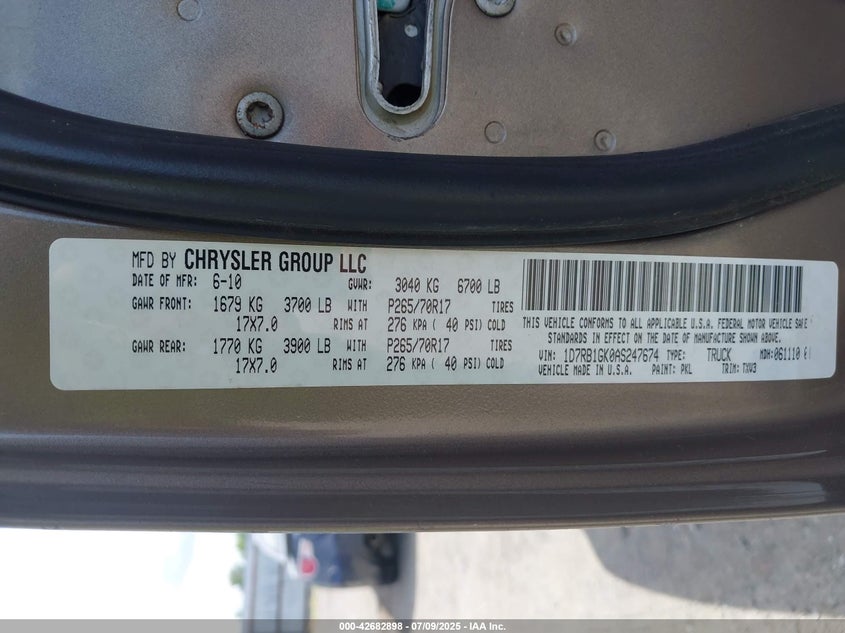 MFD BY CHRYSLER GROUP LLC
DATE OF MFR: 6-10 GVWR: 3040 KG 6700 LB
GAWR FRONT: 1679 KG 3700 LB WITH P265/70R17 TIRES
17X7.0 RIMS AT 276 KPA ( 40 PSI) COLD
GAWR REAR: 1770 KG 3900 LB WITH P265/70R17 TIRES
17X7.0 RIMS AT 276 KPA ( 40 PSI) COLD
THIS VEHICLE CONFORMS TO ALL APPLICABLE U.S.A. FEDERAL MOTOR VEHICLE SAFE
STANDARDS IN EFFECT ON THE DATE OF MANUFACTURE SHOWN ABOVE.
VIN: 1D7RB1GK0AS247674 TYPE: TRUCK MDH: 061110
VEHICLE MADE IN U.S.A. PAINT: PKL TRIM: TXV3
000-42682898 - 07/09/2025 - IAA Inc.